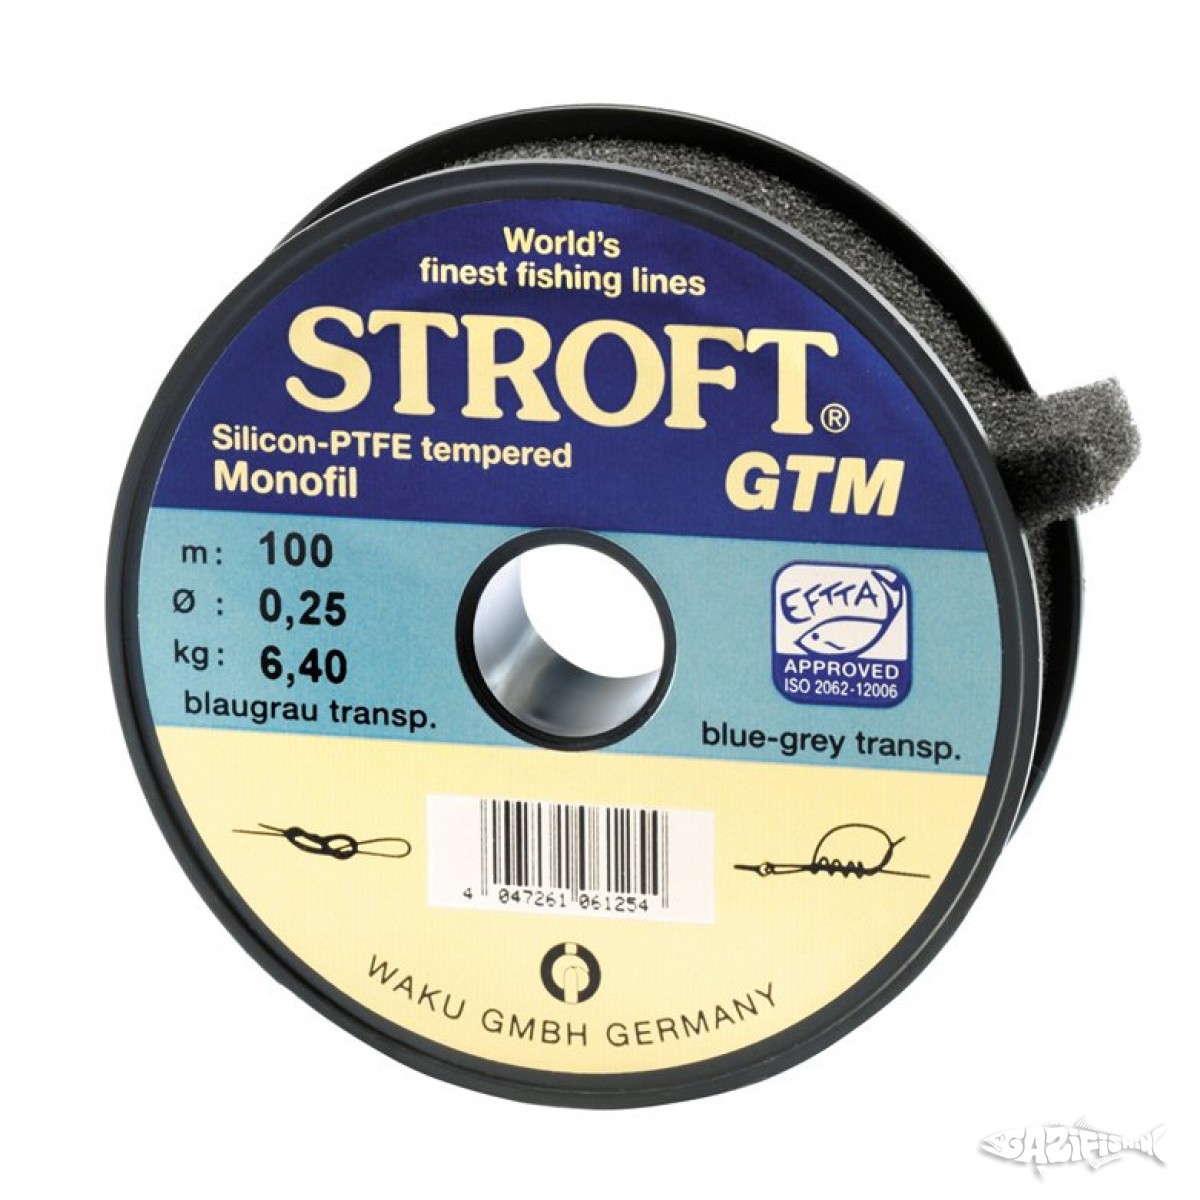 World's
finest fishing lines
STROFT®
Silicon-PTFE tempered
Monofil
GTM
m: 100
Ø : 0,25
kg: 6,40
blaugrau transp.
EFTTA
APPROVED
ISO 2062-12006
blue-grey transp.
4 047261 061254
WAKU GMBH GERMANY
GAZIFISHIN